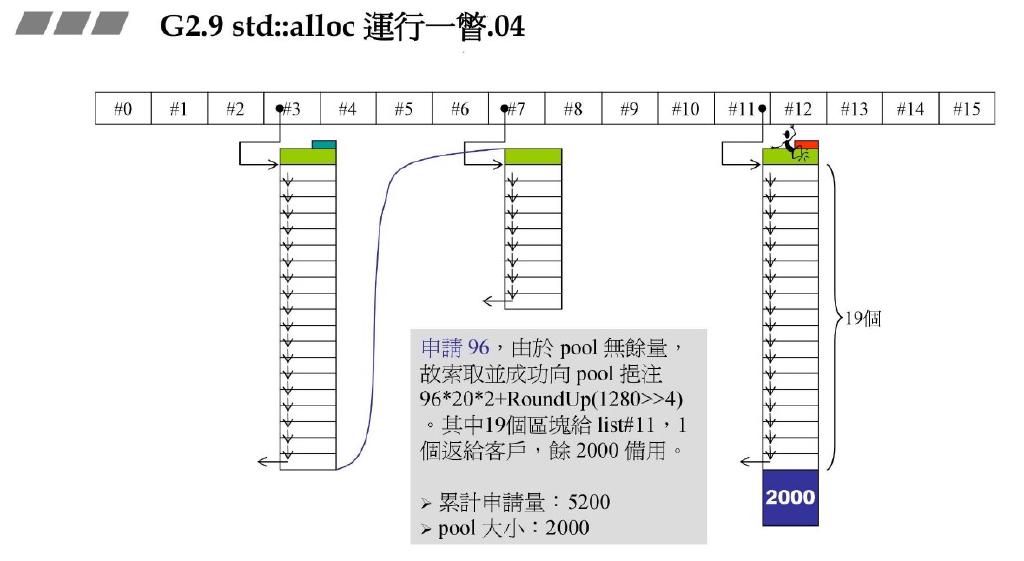 G2.9 std::alloc 運行一瞥.04
#0 #1 #2 #3 #4 #5 #6 #7 #8 #9 #10 #11 #12 #13 #14 #15
19個
申請 96，由於 pool 無餘量，
故索取並成功向 pool 挹注
96*20*2+RoundUp(1280>>4)
。其中19個區塊給 list#11，1
個返給客戶，餘 2000 備用。
➢ 累計申請量：5200
➢ pool 大小：2000
2000